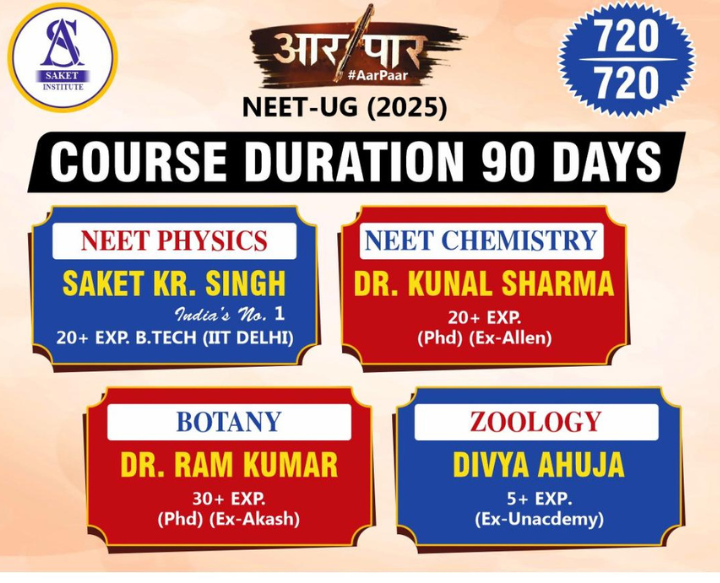 SA
SAKET
INSTITUTE
आर/पार
#AarPaar
NEET-UG (2025)
720
720
COURSE DURATION 90 DAYS
NEET PHYSICS
SAKET KR. SINGH
India's No. 1
20+ EXP. B.TECH (IIT DELHI)
NEET CHEMISTRY
DR. KUNAL SHARMA
20+ EXP.
(Phd) (Ex-Allen)
BOTANY
DR. RAM KUMAR
30+ EXP.
(Phd) (Ex-Akash)
ZOOLOGY
DIVYA AHUJA
5+ EXP.
(Ex-Unacdemy)